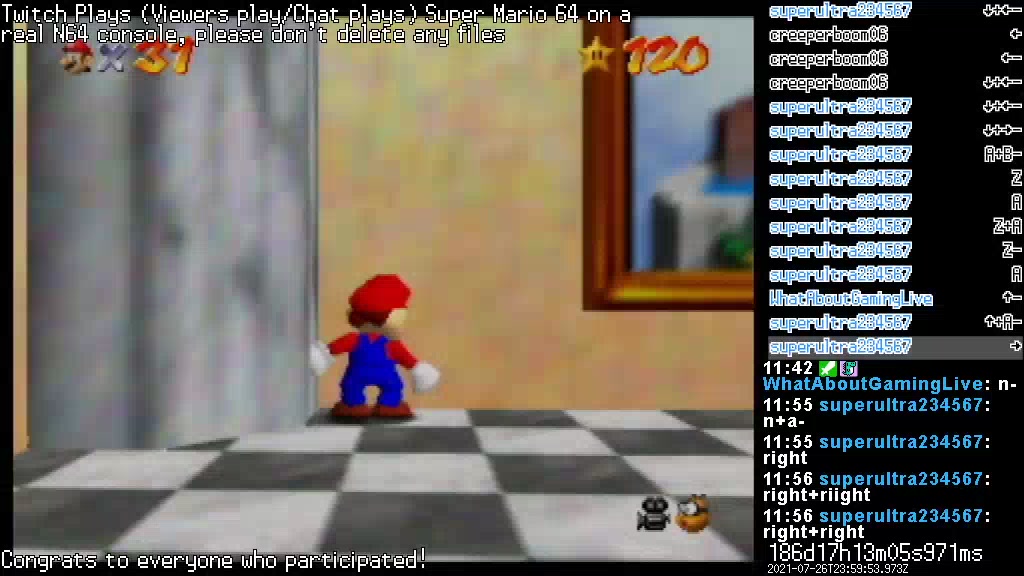 Twitch Plays (Viewers play/Chat plays) Super Mario 64 on a
real N64 console, please don't delete any files
x 31
120
Congrats to everyone who participated!
superultra234567 ↓+←–
creeperboom06 ←
creeperboom06 ←–
creeperboom06 ↓+←–
superultra234567 ↓+←–
superultra234567 ↓+→–
superultra234567 A+B–
superultra234567 Z
superultra234567 A
superultra234567 Z+A
superultra234567 Z–
superultra234567 A
WhatAboutGamingLive ↑–
superultra234567 ↑+A–
superultra234567 →
11:42
WhatAboutGamingLive: n-
11:55 superultra234567:
n+a-
11:55 superultra234567:
right
11:56 superultra234567:
right+riight
11:56 superultra234567:
right+right
186d17h13m05s971ms
2021-07-26T23:59:53.973Z